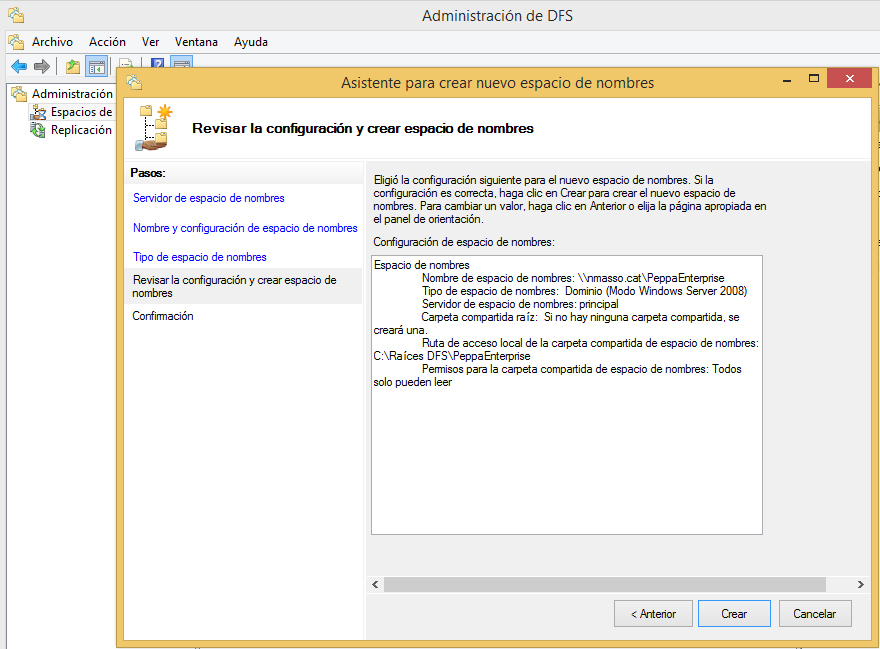 Administración de DFS
Archivo Acción Ver Ventana Ayuda
Administración
Espacios de
Replicación
Asistente para crear nuevo espacio de nombres
Revisar la configuración y crear espacio de nombres
Pasos:
Servidor de espacio de nombres
Nombre y configuración de espacio de nombres
Tipo de espacio de nombres
Revisar la configuración y crear espacio de
nombres
Confirmación
Eligió la configuración siguiente para el nuevo espacio de nombres. Si la
configuración es correcta, haga clic en Crear para crear el nuevo espacio de
nombres. Para cambiar un valor, haga clic en Anterior o elija la página apropiada en
el panel de orientación.
Configuración de espacio de nombres:
Espacio de nombres
Nombre de espacio de nombres: \\nmasso.cat\PeppaEnterprise
Tipo de espacio de nombres: Dominio (Modo Windows Server 2008)
Servidor de espacio de nombres: principal
Carpeta compartida raíz: Si no hay ninguna carpeta compartida, se
creará una.
Ruta de acceso local de la carpeta compartida de espacio de nombres:
C:\Raíces DFS\PeppaEnterprise
Permisos para la carpeta compartida de espacio de nombres: Todos
solo pueden leer
< Anterior Crear Cancelar